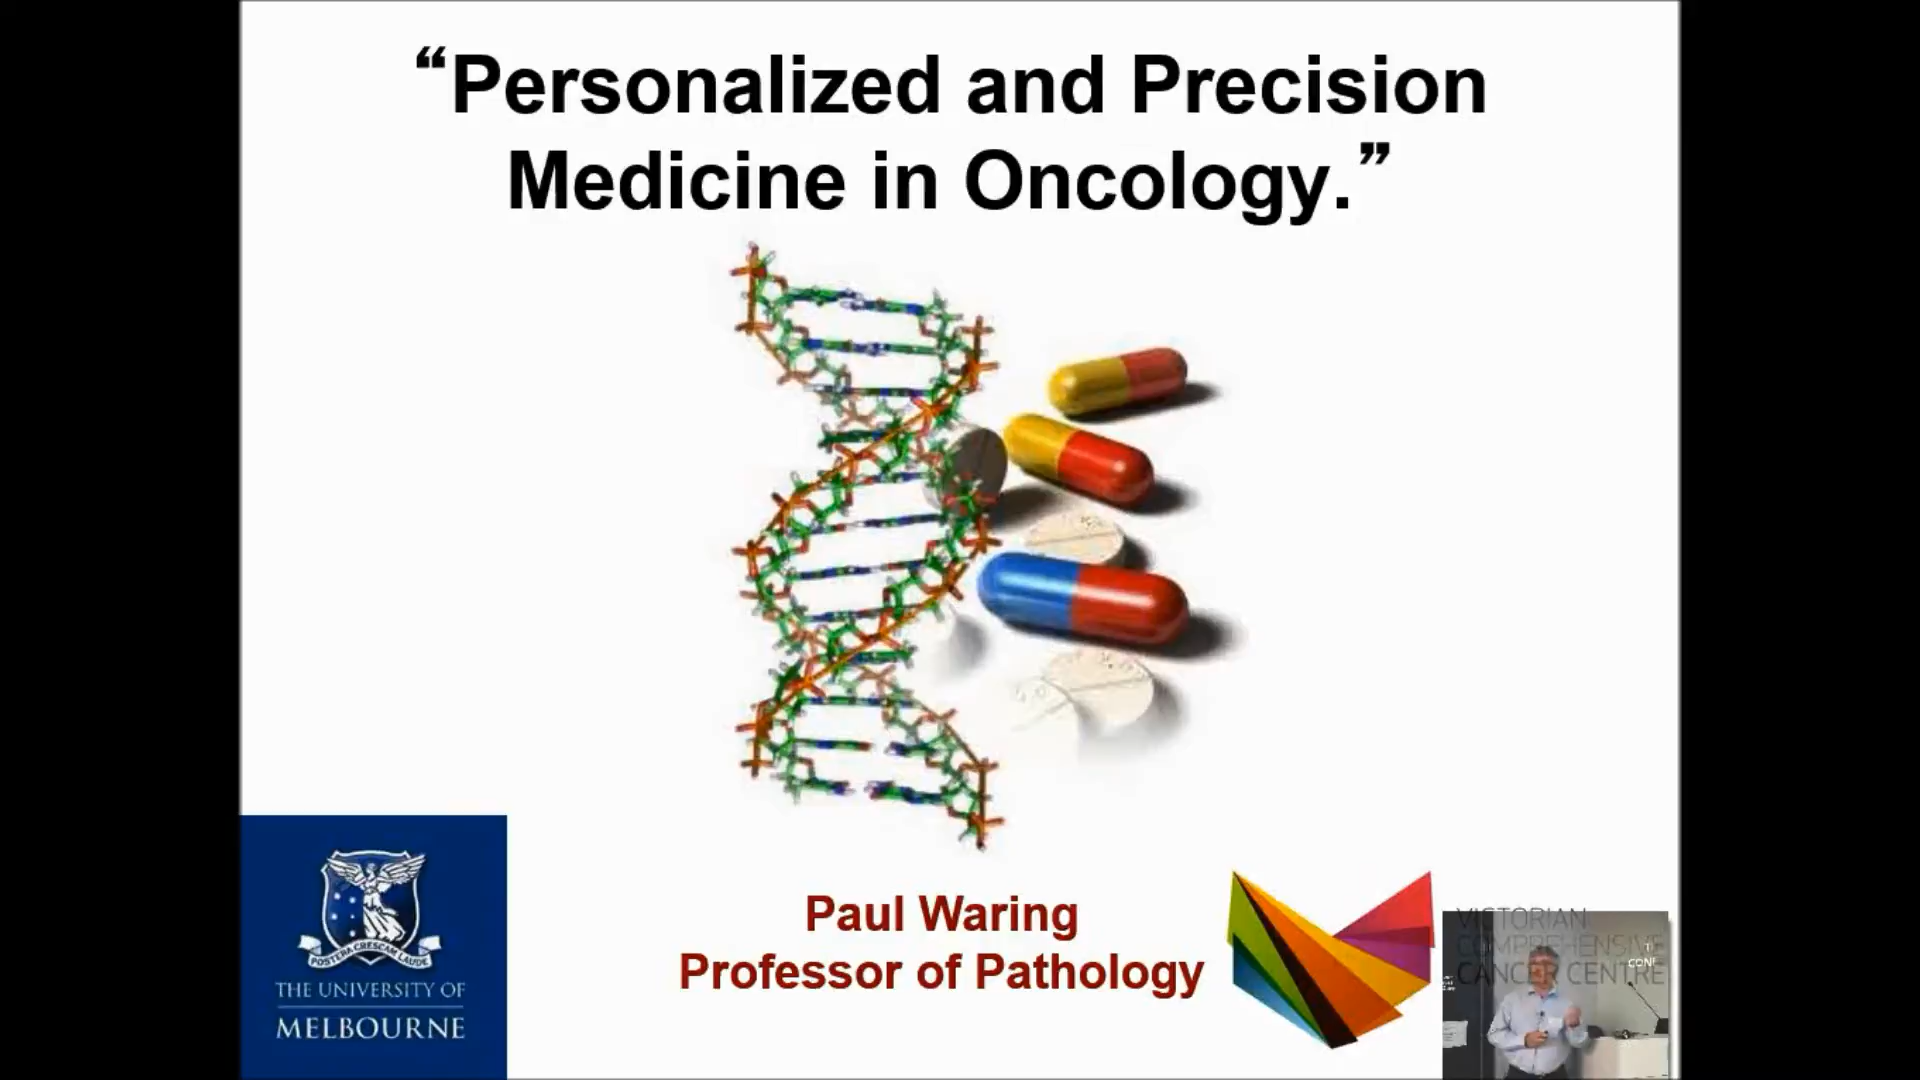 “Personalized and Precision
Medicine in Oncology.”
POSTERA CRESCAM LAUDE
THE UNIVERSITY OF
MELBOURNE
Paul Waring
Professor of Pathology
VICTORIAN
COMPREHENSIVE
CANCER CENTRE